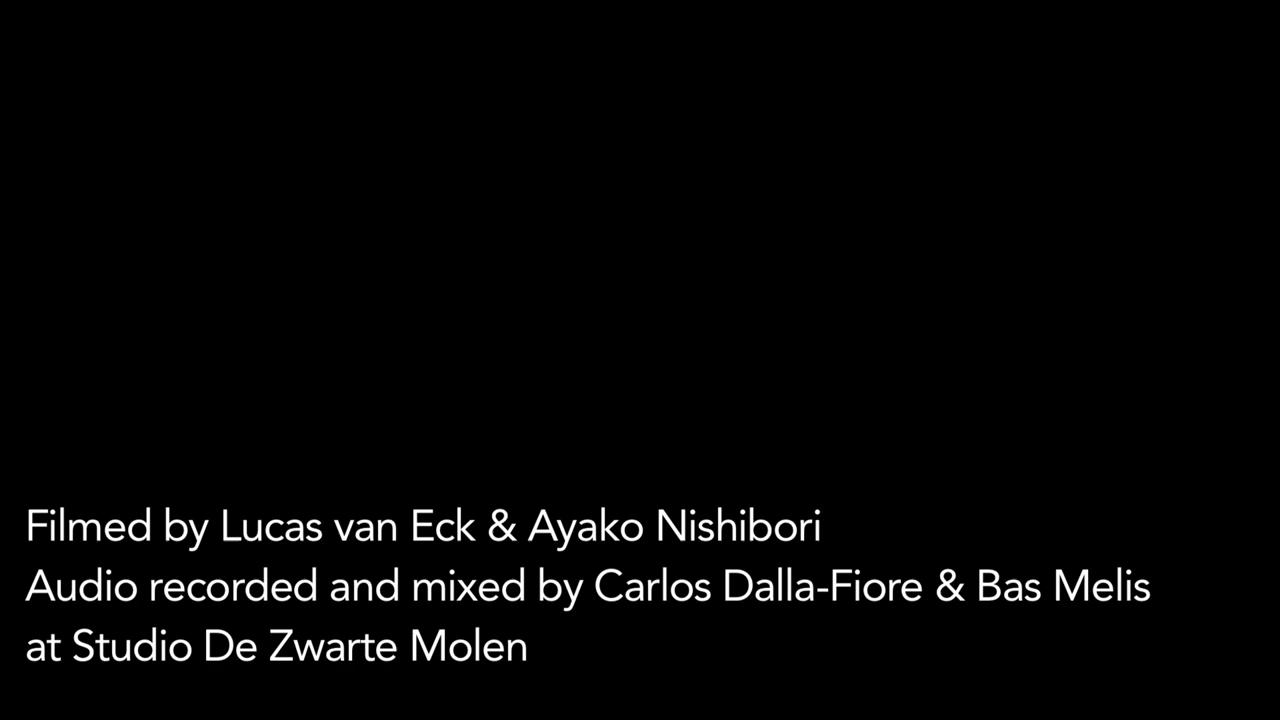 Filmed by Lucas van Eck & Ayako Nishibori
Audio recorded and mixed by Carlos Dalla-Fiore & Bas Melis
at Studio De Zwarte Molen